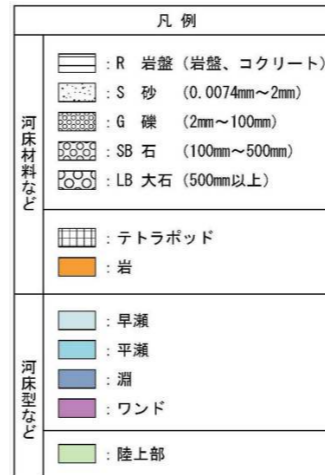 凡 例
河床材料など
: R 岩盤 (岩盤、コクリート)
: S 砂 (0.0074mm～2mm)
: G 礫 (2mm～100mm)
: SB 石 (100mm～500mm)
: LB 大石 (500mm以上)
: テトラポッド
: 岩
河床型など
: 早瀬
: 平瀬
: 淵
: ワンド
: 陸上部